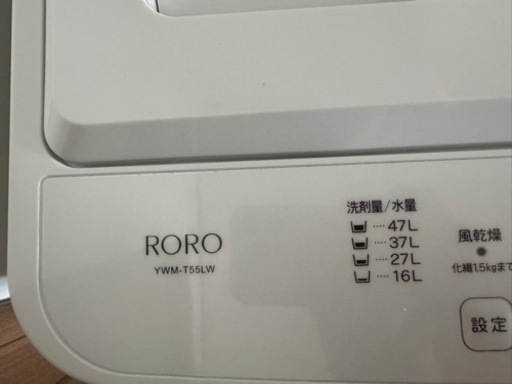 RORO
YWM-T55LW
洗剤量/水量
····47L
····37L
····27L
····16L
風乾燥
化繊1.5kgまで
設定